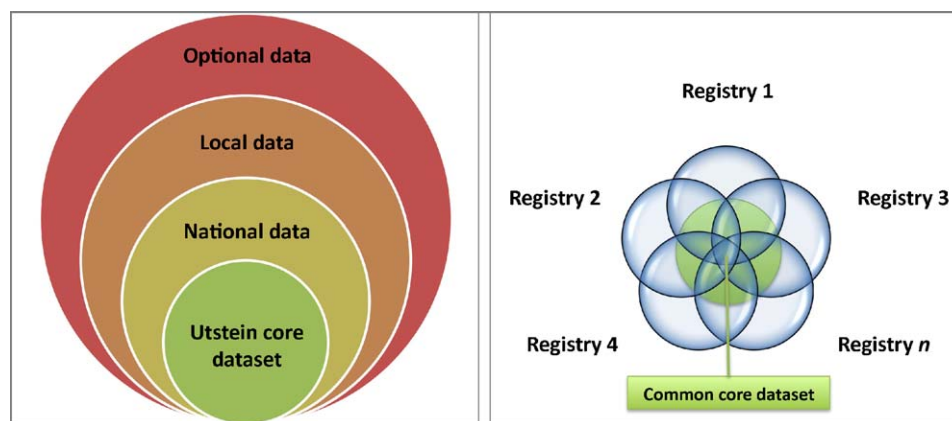 Optional data
Local data
National data
Utstein core
dataset
Registry 1
Registry 2
Registry 3
Registry 4
Registry n
Common core dataset